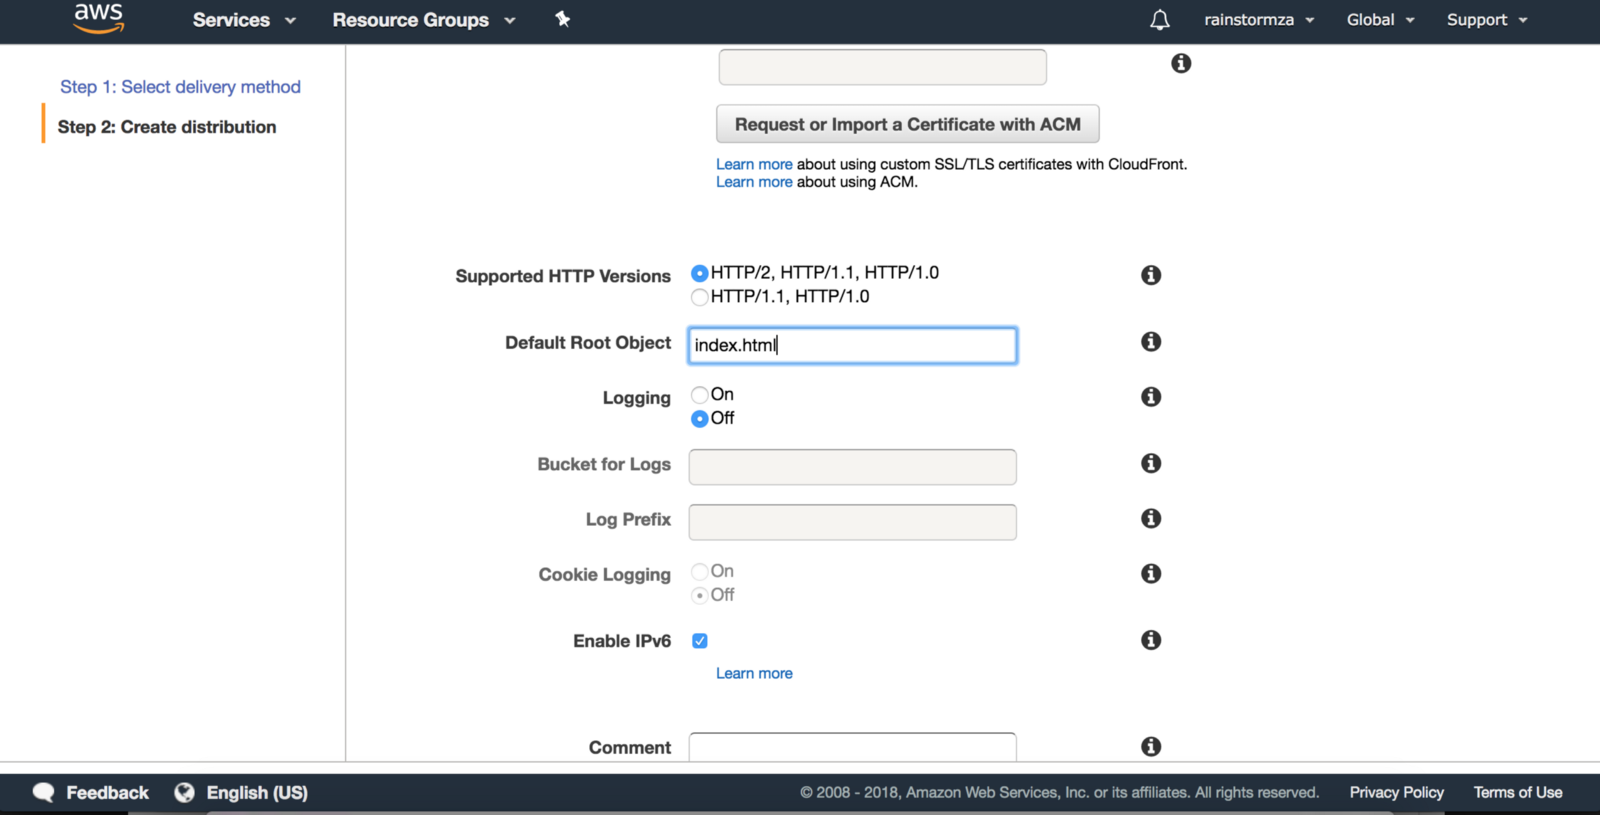 aws Services Resource Groups rainstormza Global Support
Step 1: Select delivery method
Step 2: Create distribution
Request or Import a Certificate with ACM
Learn more about using custom SSL/TLS certificates with CloudFront.
Learn more about using ACM.
Supported HTTP Versions HTTP/2, HTTP/1.1, HTTP/1.0
HTTP/1.1, HTTP/1.0
Default Root Object index.html
Logging On
Off
Bucket for Logs
Log Prefix
Cookie Logging On
Off
Enable IPv6
Learn more
Comment
Feedback English (US) © 2008 - 2018, Amazon Web Services, Inc. or its affiliates. All rights reserved. Privacy Policy Terms of Use